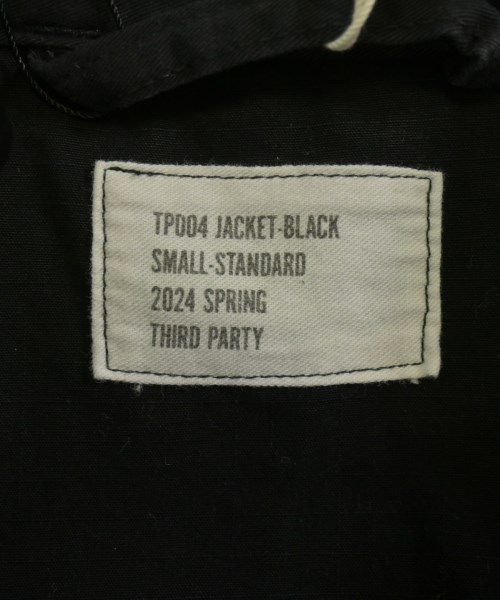 TP004 JACKET-BLACK
SMALL-STANDARD
2024 SPRING
THIRD PARTY